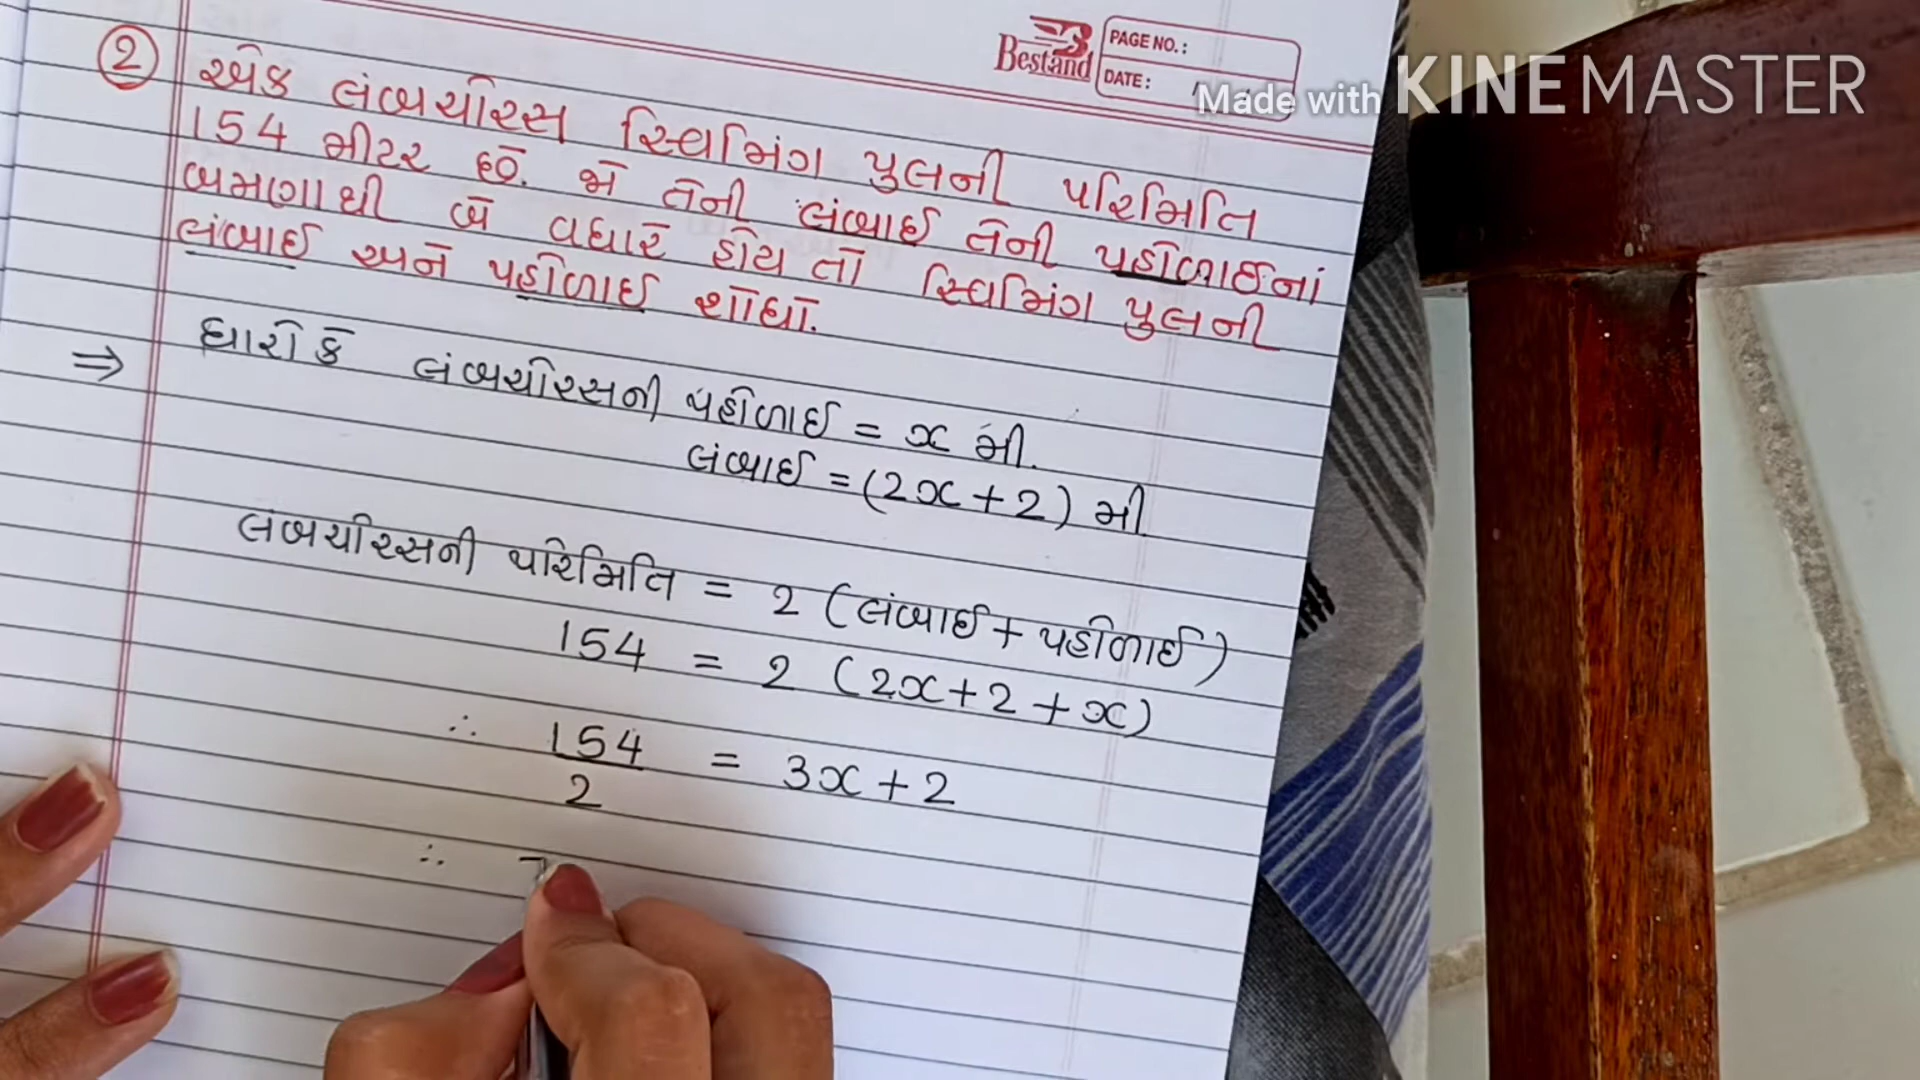 Bestand
PAGE NO. :
DATE :
Made with KINEMASTER
② એક લંબચોરસ સ્વિમિંગ પુલની પરિમિતિ
154 મીટર છે. જો તેની લંબાઈ તેની પહોળાઈનાં
બમણાથી બે વધારે હોય તો સ્વિમિંગ પુલની
લંબાઈ અને પહોળાઈ શોધો.
⇒ ધારો કે લંબચોરસની પહોળાઈ = x મી.
લંબાઈ = (2x + 2) મી
લંબચોરસની પરિમિતિ = 2 (લંબાઈ + પહોળાઈ)
154 = 2 (2x + 2 + x)
∴ 154/2 = 3x + 2
∴